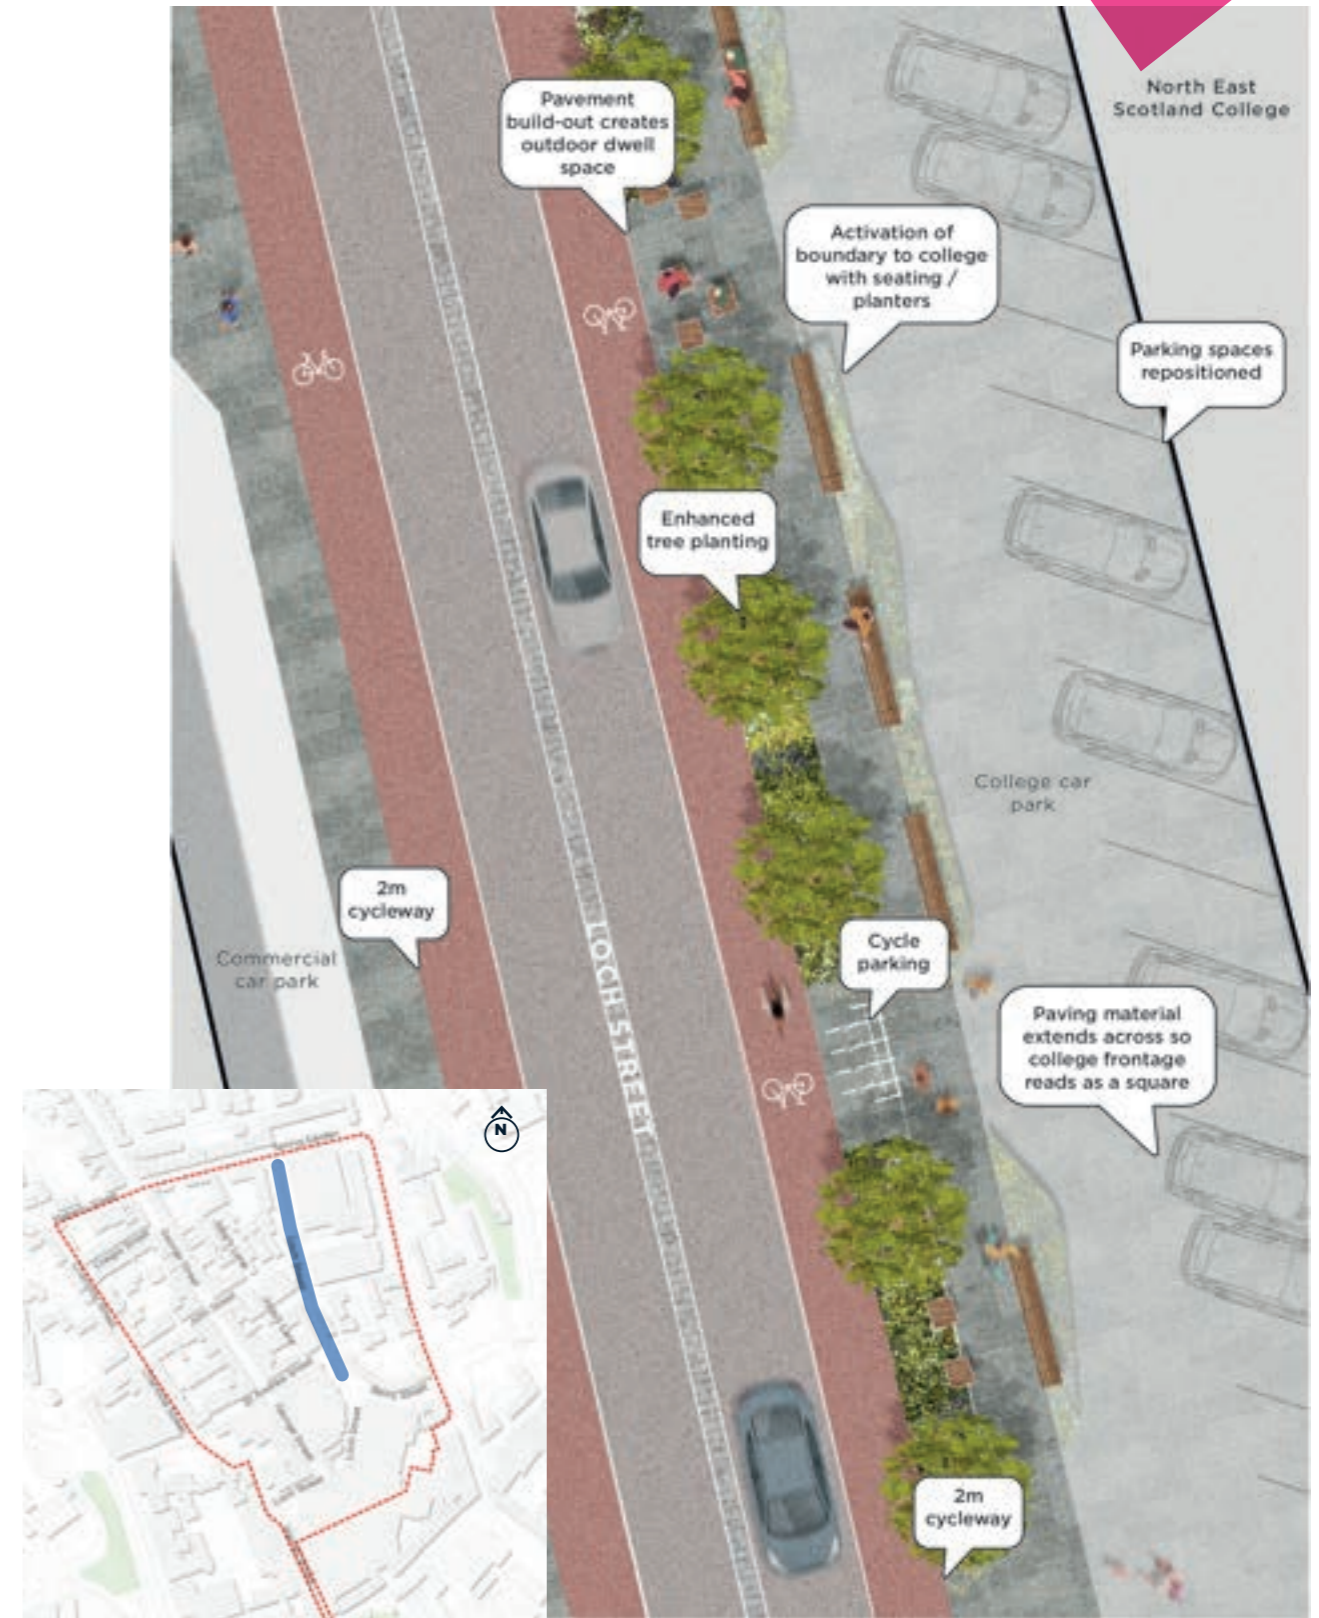 North East
Scotland College
Pavement
build-out creates
outdoor dwell
space
Activation of
boundary to college
with seating /
planters
Parking spaces
repositioned
Enhanced
tree planting
College car
park
2m
cycleway
Commercial
car park
Cycle
parking
LOCH STREET
Paving material
extends across so
college frontage
reads as a square
N
2m
cycleway